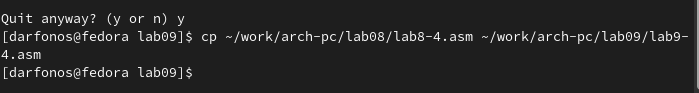 Quit anyway? (y or n) y
[darfonos@fedora lab09]$ cp ~/work/arch-pc/lab08/lab8-4.asm ~/work/arch-pc/lab09/lab9-
4.asm
[darfonos@fedora lab09]$